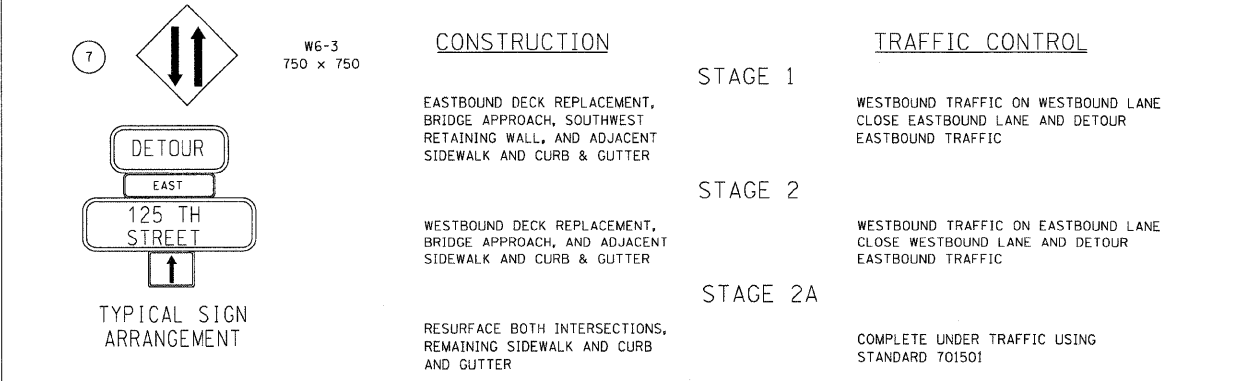 7
W6-3
750 x 750
DETOUR
EAST
125 TH
STREET
TYPICAL SIGN
ARRANGEMENT
CONSTRUCTION
TRAFFIC CONTROL
STAGE 1
EASTBOUND DECK REPLACEMENT,
BRIDGE APPROACH, SOUTHWEST
RETAINING WALL, AND ADJACENT
SIDEWALK AND CURB & GUTTER
WESTBOUND TRAFFIC ON WESTBOUND LANE
CLOSE EASTBOUND LANE AND DETOUR
EASTBOUND TRAFFIC
STAGE 2
WESTBOUND DECK REPLACEMENT,
BRIDGE APPROACH, AND ADJACENT
SIDEWALK AND CURB & GUTTER
WESTBOUND TRAFFIC ON EASTBOUND LANE
CLOSE WESTBOUND LANE AND DETOUR
EASTBOUND TRAFFIC
STAGE 2A
RESURFACE BOTH INTERSECTIONS,
REMAINING SIDEWALK AND CURB
AND GUTTER
COMPLETE UNDER TRAFFIC USING
STANDARD 701501